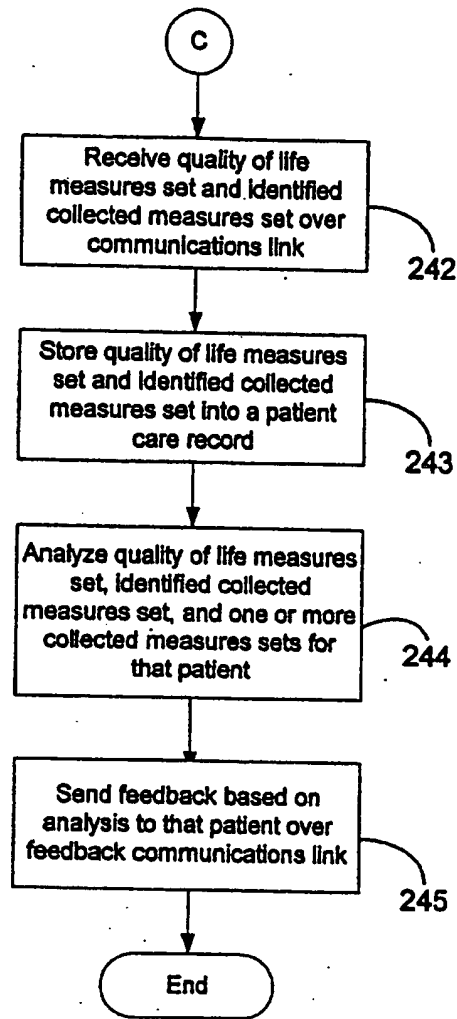 C
Receive quality of life
measures set and identified
collected measures set over
communications link
242
Store quality of life measures
set and identified collected
measures set into a patient
care record
243
Analyze quality of life measures
set, identified collected
measures set, and one or more
collected measures sets for
that patient
244
Send feedback based on
analysis to that patient over
feedback communications link
245
End